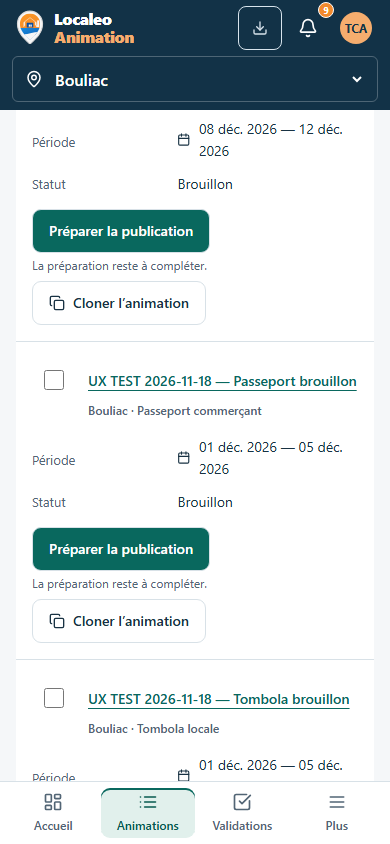 Localeo
Animation
9
TCA
Bouliac
Période
08 déc. 2026 — 12 déc.
2026
Statut
Brouillon
Préparer la publication
La préparation reste à compléter.
Cloner l’animation
UX TEST 2026-11-18 — Passeport brouillon
Bouliac · Passeport commerçant
Période
01 déc. 2026 — 05 déc.
2026
Statut
Brouillon
Préparer la publication
La préparation reste à compléter.
Cloner l’animation
UX TEST 2026-11-18 — Tombola brouillon
Bouliac · Tombola locale
Période
01 déc. 2026 — 05 déc.
Accueil
Animations
Validations
Plus